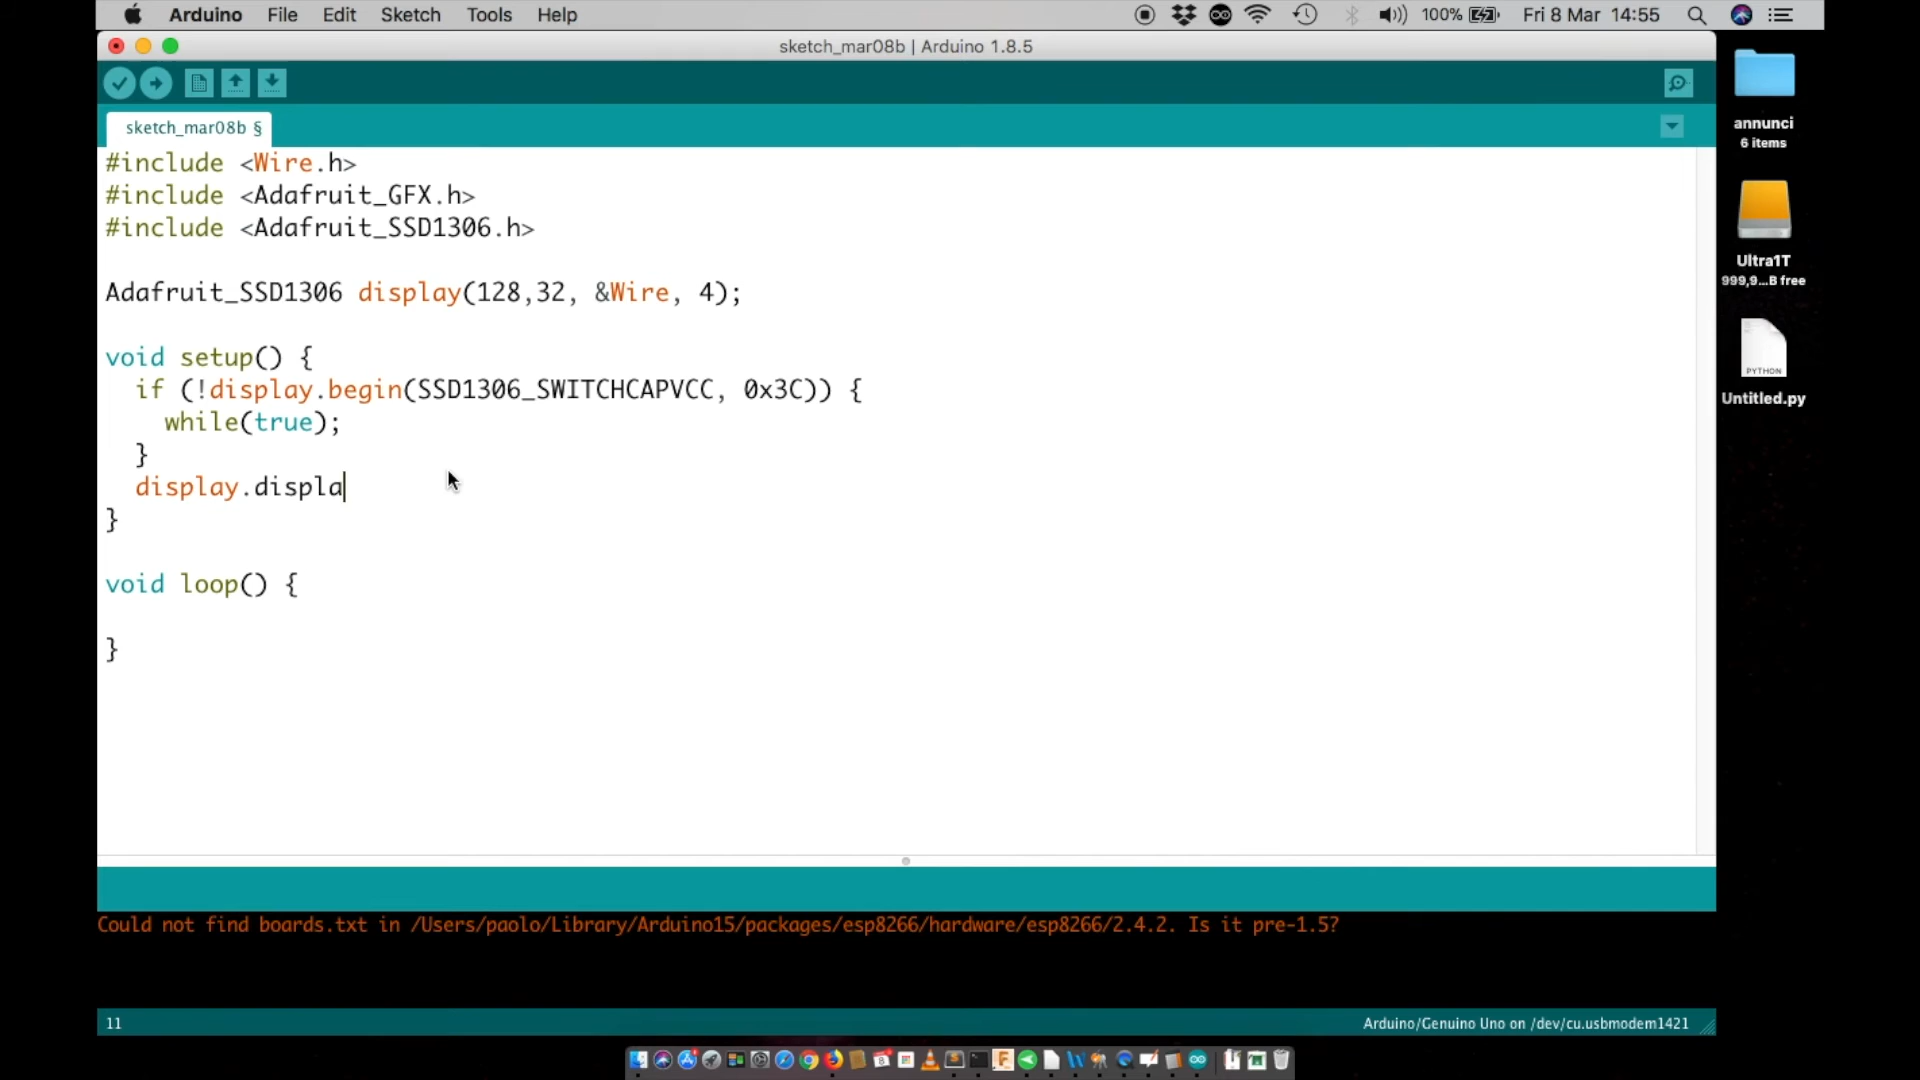 Arduino File Edit Sketch Tools Help 100% Fri 8 Mar 14:55
sketch_mar08b | Arduino 1.8.5
sketch_mar08b §
#include <Wire.h>
#include <Adafruit_GFX.h>
#include <Adafruit_SSD1306.h>
Adafruit_SSD1306 display(128,32, &Wire, 4);
void setup() {
if (!display.begin(SSD1306_SWITCHCAPVCC, 0x3C)) {
while(true);
}
display.displa
}
void loop() {
}
annunci
6 items
Ultra1T
999,9...B free
PYTHON
Untitled.py
Could not find boards.txt in /Users/paolo/Library/Arduino15/packages/esp8266/hardware/esp8266/2.4.2. Is it pre-1.5?
11
Arduino/Genuino Uno on /dev/cu.usbmodem1421